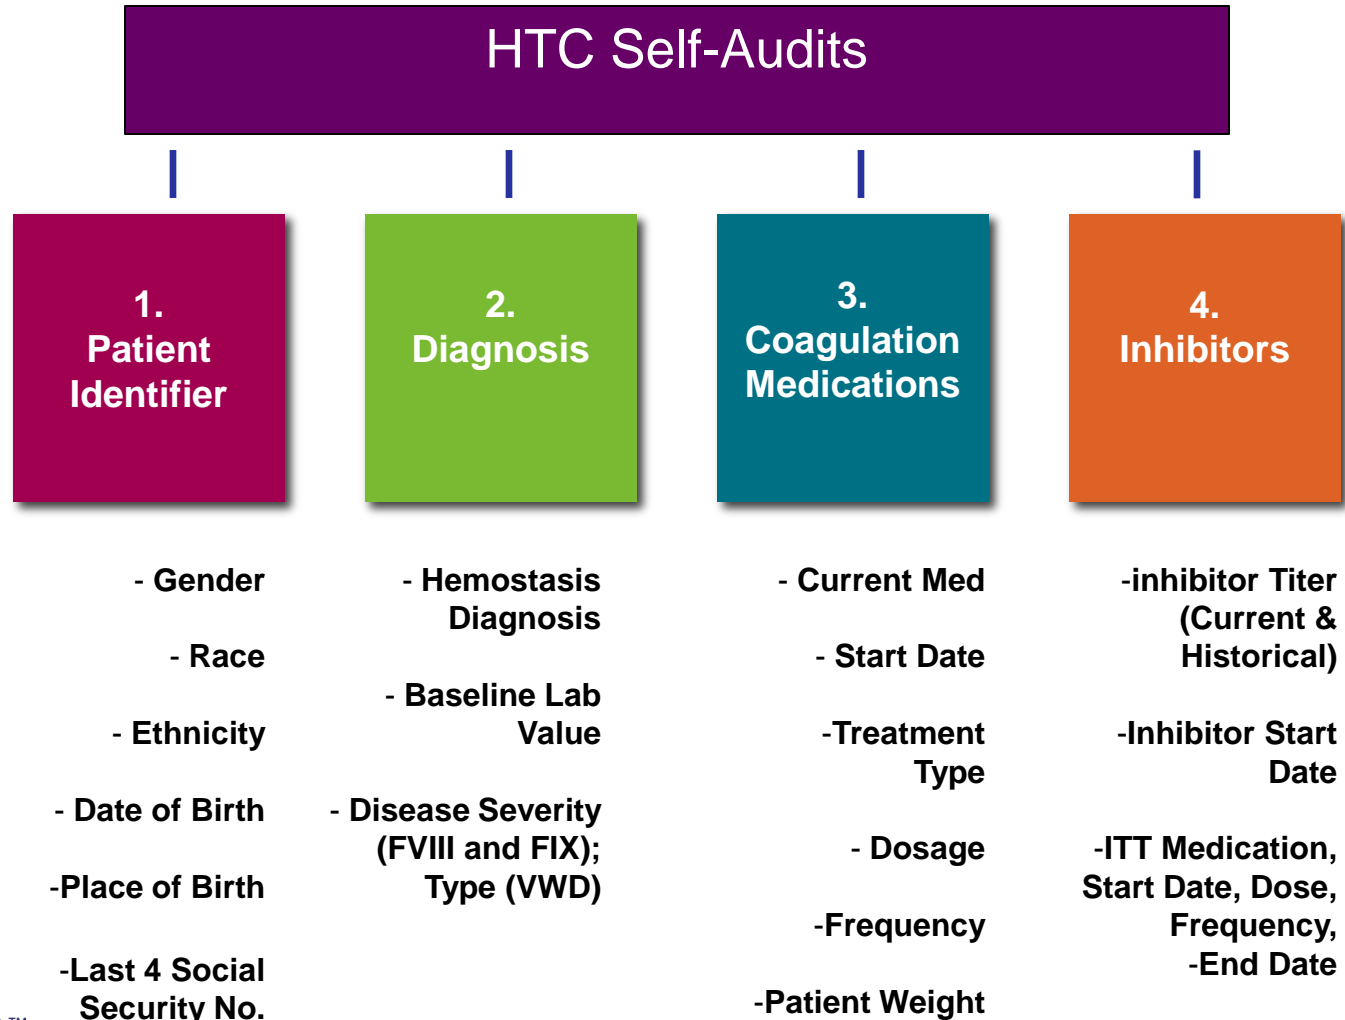 HTC Self-Audits
1.
Patient
Identifier
2.
Diagnosis
3.
Coagulation
Medications
4.
Inhibitors
- Gender
- Race
- Ethnicity
- Date of Birth
-Place of Birth
-Last 4 Social
Security No.
- Hemostasis
Diagnosis
- Baseline Lab
Value
- Disease Severity
(FVIII and FIX);
Type (VWD)
- Current Med
- Start Date
-Treatment
Type
- Dosage
-Frequency
-Patient Weight
-inhibitor Titer
(Current &
Historical)
-Inhibitor Start
Date
-ITT Medication,
Start Date, Dose,
Frequency,
-End Date
TM